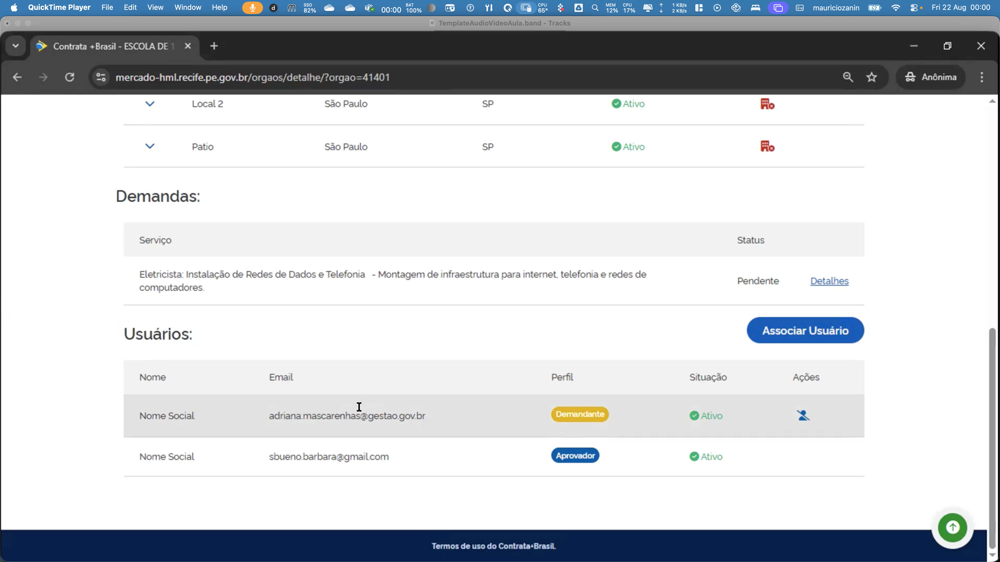 QuickTime Player File Edit View Window Help d SSD 82% 00:00 BAT 100% CPU 65° MEM 12% CPU 17% 1 KB/s 2 KB/s mauriciozanin Fri 22 Aug 00:00
TemplateAudioVideoAula.band - Tracks
Contrata +Brasil - ESCOLA DE 1
mercado-hml.recife.pe.gov.br/orgaos/detalhe/?orgao=41401 Anônima
Local 2 São Paulo SP Ativo
Patio São Paulo SP Ativo
Demandas:
Serviço Status
Eletricista: Instalação de Redes de Dados e Telefonia - Montagem de infraestrutura para internet, telefonia e redes de
computadores.
Pendente Detalhes
Usuários: Associar Usuário
Nome Email Perfil Situação Ações
Nome Social adriana.mascarenhas@gestao.gov.br Demandante Ativo
Nome Social sbueno.barbara@gmail.com Aprovador Ativo
Termos de uso do Contrata+Brasil.